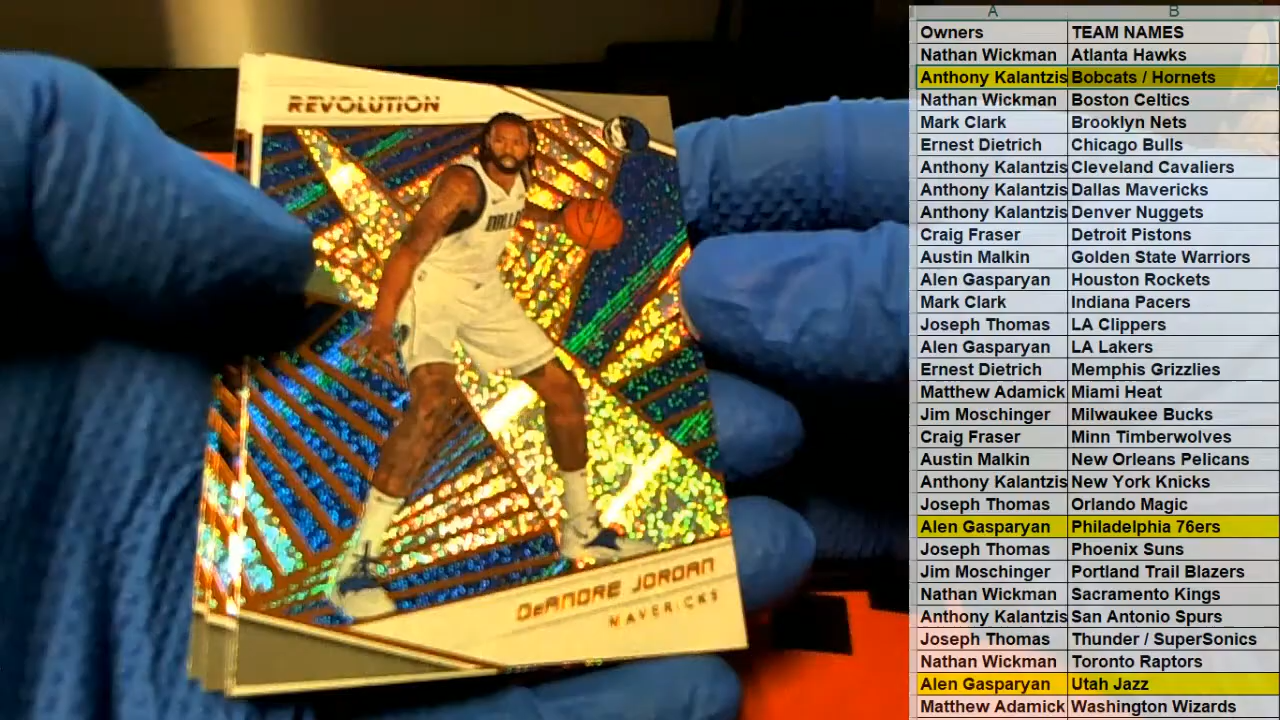 REVOLUTION
DALLAS
DeANDRE JORDAN
MAVERICKS
A B
Owners TEAM NAMES
Nathan Wickman Atlanta Hawks
Anthony Kalantzis Bobcats / Hornets
Nathan Wickman Boston Celtics
Mark Clark Brooklyn Nets
Ernest Dietrich Chicago Bulls
Anthony Kalantzis Cleveland Cavaliers
Anthony Kalantzis Dallas Mavericks
Anthony Kalantzis Denver Nuggets
Craig Fraser Detroit Pistons
Austin Malkin Golden State Warriors
Alen Gasparyan Houston Rockets
Mark Clark Indiana Pacers
Joseph Thomas LA Clippers
Alen Gasparyan LA Lakers
Ernest Dietrich Memphis Grizzlies
Matthew Adamick Miami Heat
Jim Moschinger Milwaukee Bucks
Craig Fraser Minn Timberwolves
Austin Malkin New Orleans Pelicans
Anthony Kalantzis New York Knicks
Joseph Thomas Orlando Magic
Alen Gasparyan Philadelphia 76ers
Joseph Thomas Phoenix Suns
Jim Moschinger Portland Trail Blazers
Nathan Wickman Sacramento Kings
Anthony Kalantzis San Antonio Spurs
Joseph Thomas Thunder / SuperSonics
Nathan Wickman Toronto Raptors
Alen Gasparyan Utah Jazz
Matthew Adamick Washington Wizards